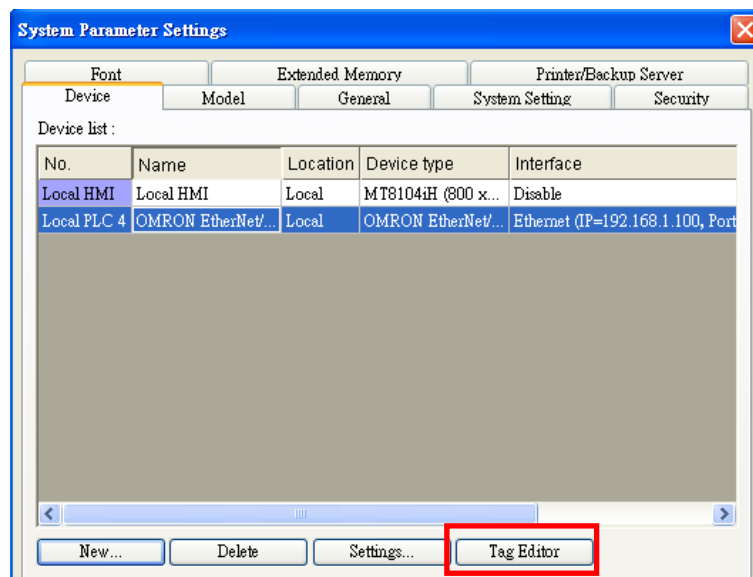 System Parameter Settings
Font Extended Memory Printer/Backup Server
Device Model General System Setting Security
Device list :
No. Name Location Device type Interface
Local HMI Local HMI Local MT8104iH (800 x... Disable
Local PLC 4 OMRON EtherNet/... Local OMRON EtherNet/... Ethernet (IP=192.168.1.100, Port
New... Delete Settings... Tag Editor